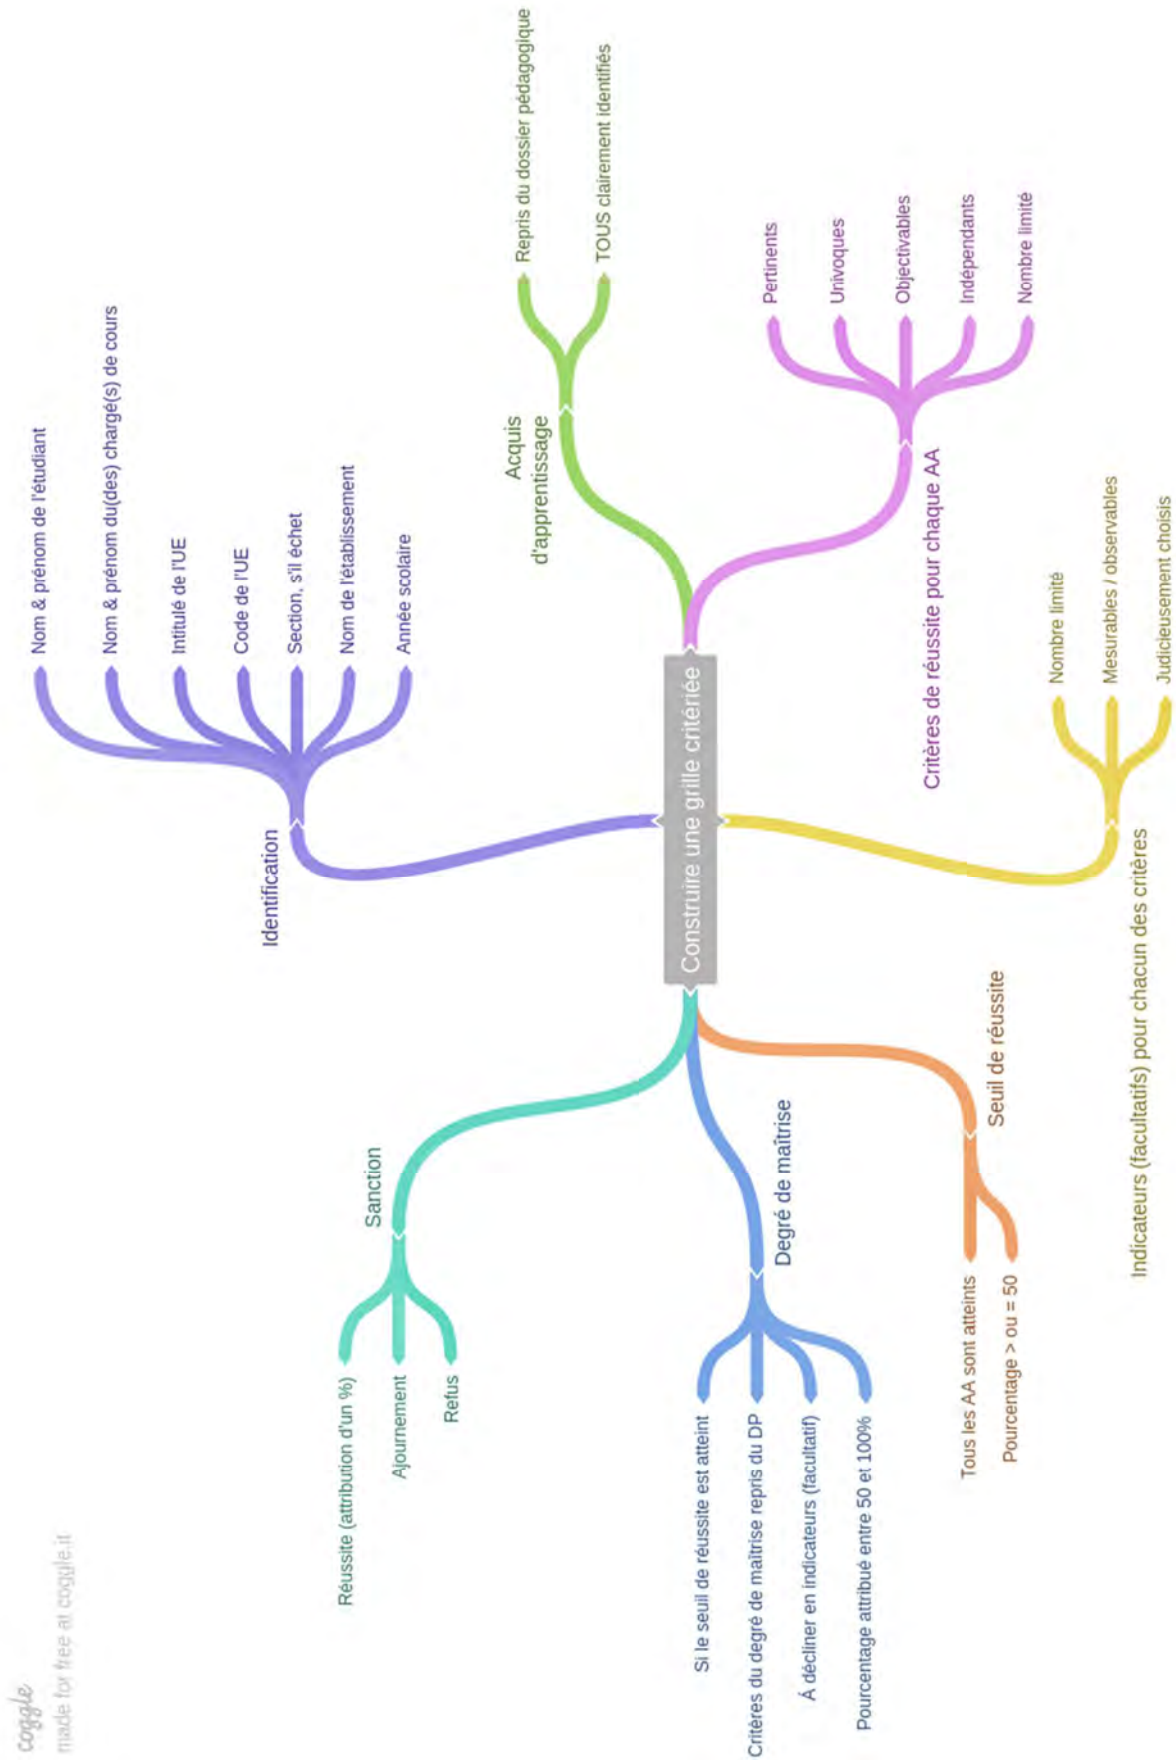 coggle
made for free at coggle.it
Construire une grille critériée
Identification
Nom & prénom de l'étudiant
Nom & prénom du(des) chargé(s) de cours
Intitulé de l'UE
Code de l'UE
Section, s'il échet
Nom de l'établissement
Année scolaire
Acquis
d'apprentissage
Repris du dossier pédagogique
TOUS clairement identifiés
Critères de réussite pour chaque AA
Pertinents
Univoques
Objectivables
Indépendants
Nombre limité
Indicateurs (facultatifs) pour chacun des critères
Nombre limité
Mesurables / observables
Judicieusement choisis
Seuil de réussite
Tous les AA sont atteints
Pourcentage > ou = 50
Degré de maîtrise
Si le seuil de réussite est atteint
Critères du degré de maîtrise repris du DP
Á décliner en indicateurs (facultatif)
Pourcentage attribué entre 50 et 100%
Sanction
Réussite (attribution d'un %)
Ajournement
Refus